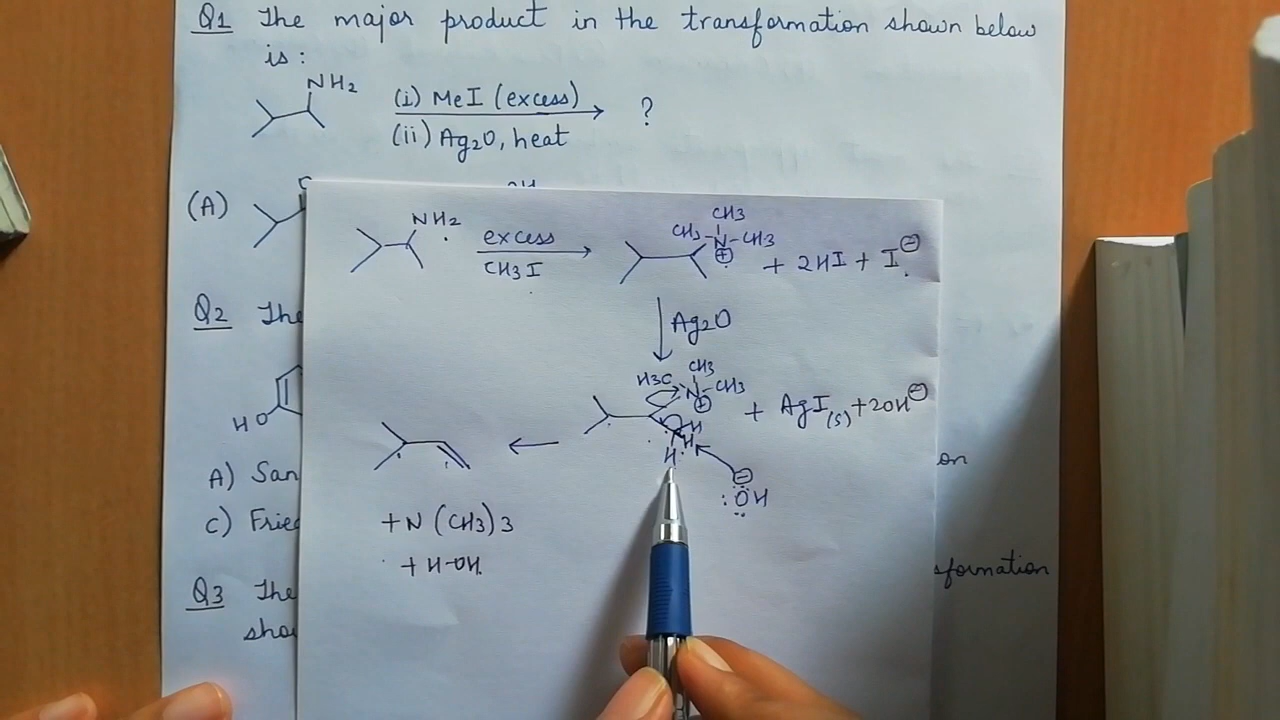 Q1 The major product in the transformation shown below
is:
NH2
(i) MeI (excess)
(ii) Ag2O, heat
?
(A)
NH2
excess
CH3I
CH3
CH3-N-CH3
⊕
+ 2HI + I⊖
Ag2O
CH3
H3C N-CH3
⊕
+ AgI(s) + 2OH⊖
H
H
H
⊖
:ÖH
+ N (CH3)3
+ H-OH
Q2 The
HO
on
A) San
C) Fried
Q3 The
sformation
sho